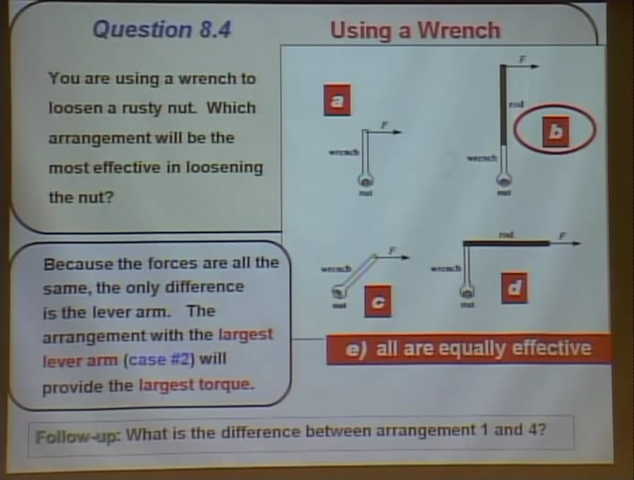 Question 8.4
Using a Wrench
You are using a wrench to
loosen a rusty nut. Which
arrangement will be the
most effective in loosening
the nut?
a
F
wrench
nut
F
rod
b
wrench
nut
wrench
F
nut
c
rod
F
wrench
nut
d
Because the forces are all the
same, the only difference
is the lever arm. The
arrangement with the largest
lever arm (case #2) will
provide the largest torque.
e) all are equally effective
Follow-up: What is the difference between arrangement 1 and 4?